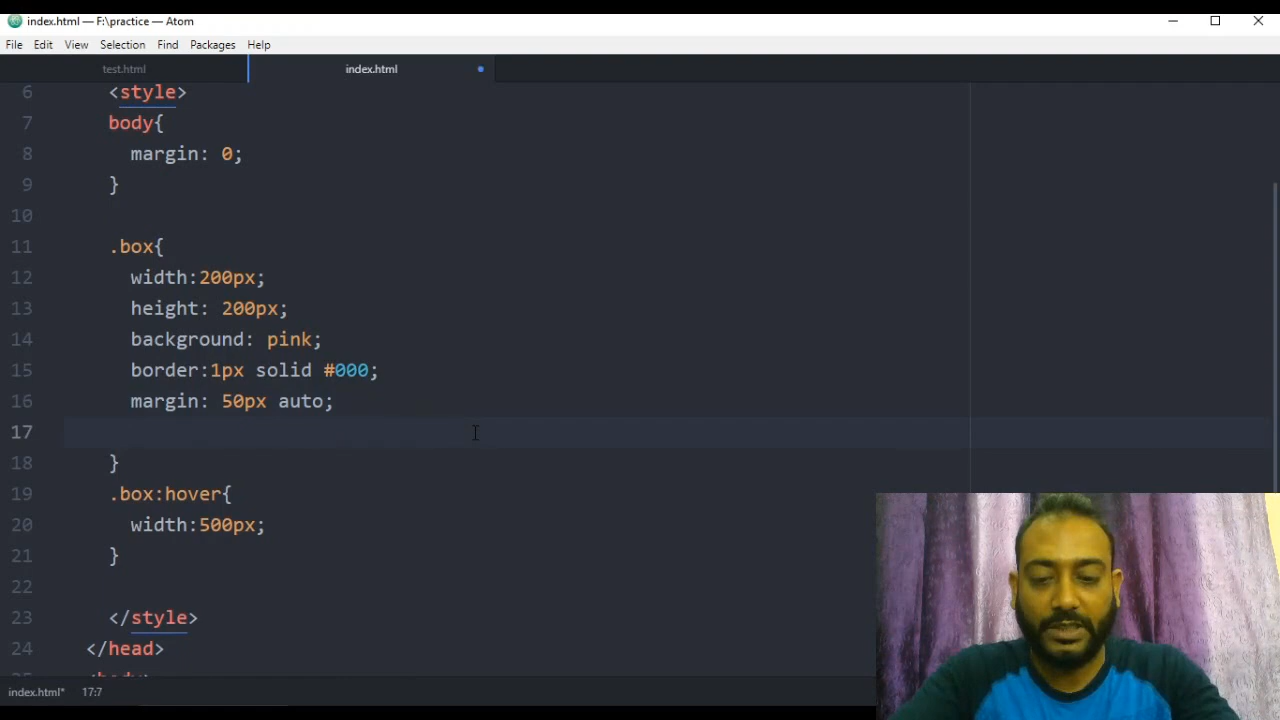 index.html — F:\practice — Atom
File Edit View Selection Find Packages Help
test.html index.html
6 <style>
7 body{
8 margin: 0;
9 }
10
11 .box{
12 width:200px;
13 height: 200px;
14 background: pink;
15 border:1px solid #000;
16 margin: 50px auto;
17
18 }
19 .box:hover{
20 width:500px;
21 }
22
23 </style>
24 </head>
25 <body>
index.html* 17:7